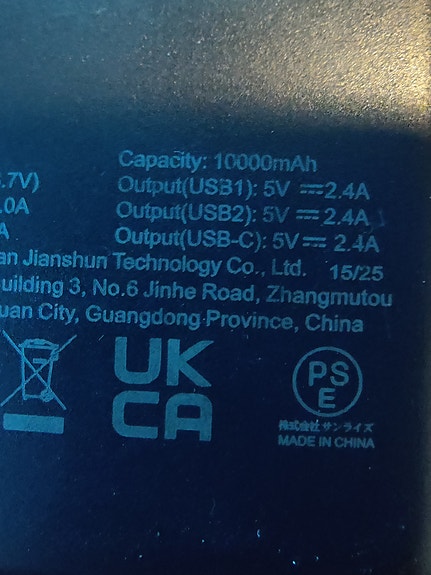 Capacity: 10000mAh
.7V) Output(USB1): 5V ⎓2.4A
.0A Output(USB2): 5V ⎓2.4A
A Output(USB-C): 5V⎓ 2.4A
an Jianshun Technology Co., Ltd. 15/25
uilding 3, No.6 Jinhe Road, Zhangmutou
uan City, Guangdong Province, China
UK
CA
PS
E
株式会社サンライズ
MADE IN CHINA